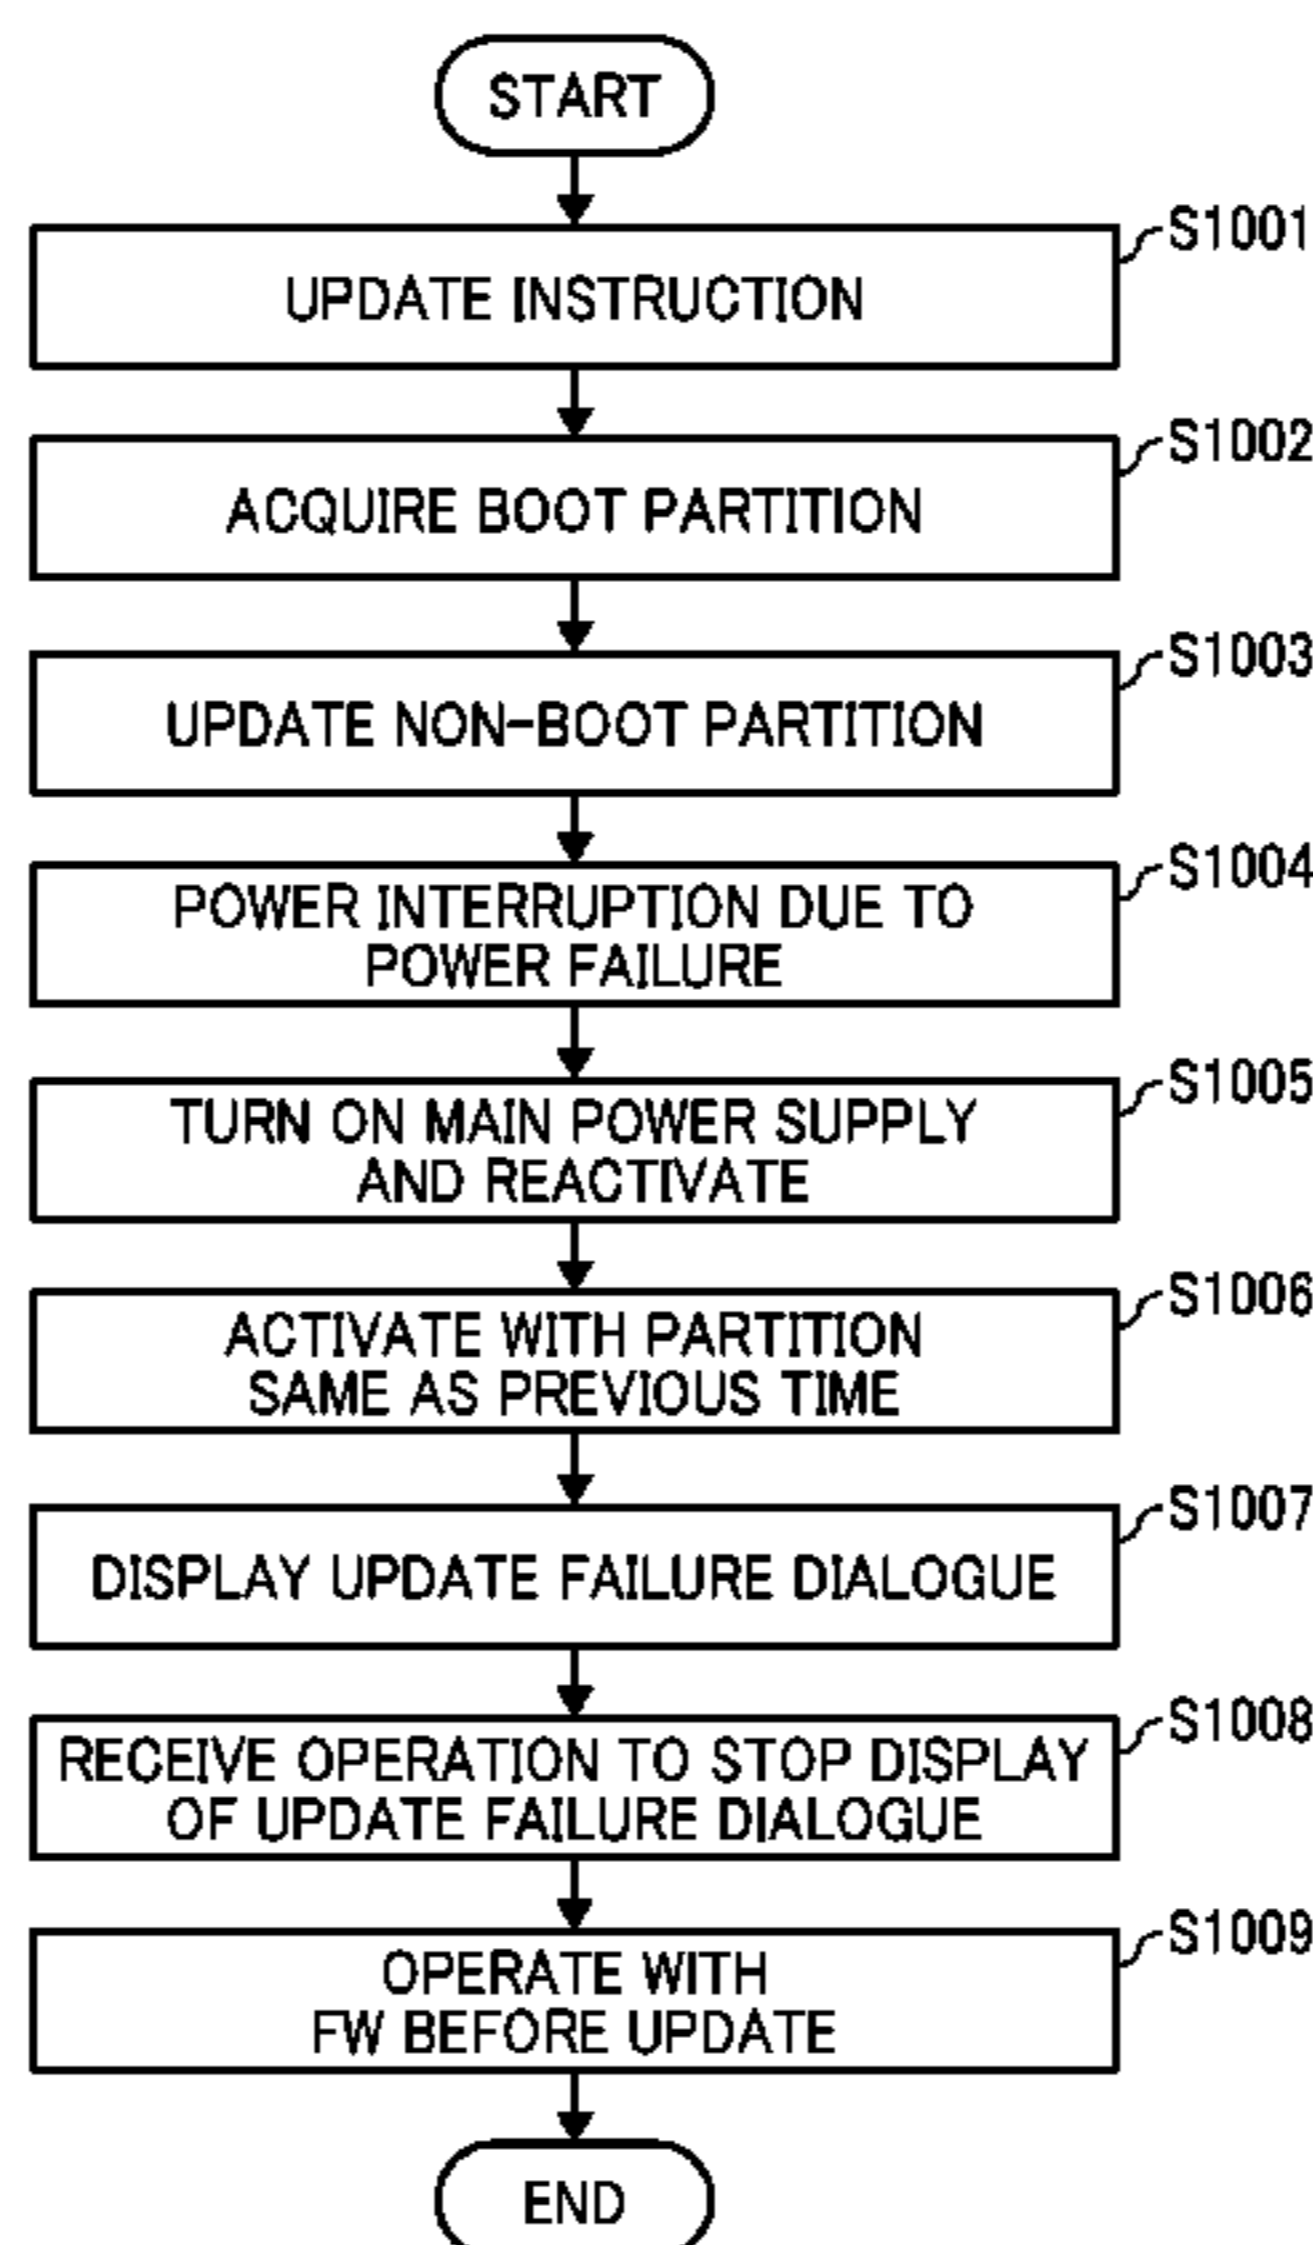 START
S1001
UPDATE INSTRUCTION
S1002
ACQUIRE BOOT PARTITION
S1003
UPDATE NON-BOOT PARTITION
S1004
POWER INTERRUPTION DUE TO
POWER FAILURE
S1005
TURN ON MAIN POWER SUPPLY
AND REACTIVATE
S1006
ACTIVATE WITH PARTITION
SAME AS PREVIOUS TIME
S1007
DISPLAY UPDATE FAILURE DIALOGUE
S1008
RECEIVE OPERATION TO STOP DISPLAY
OF UPDATE FAILURE DIALOGUE
S1009
OPERATE WITH
FW BEFORE UPDATE
END